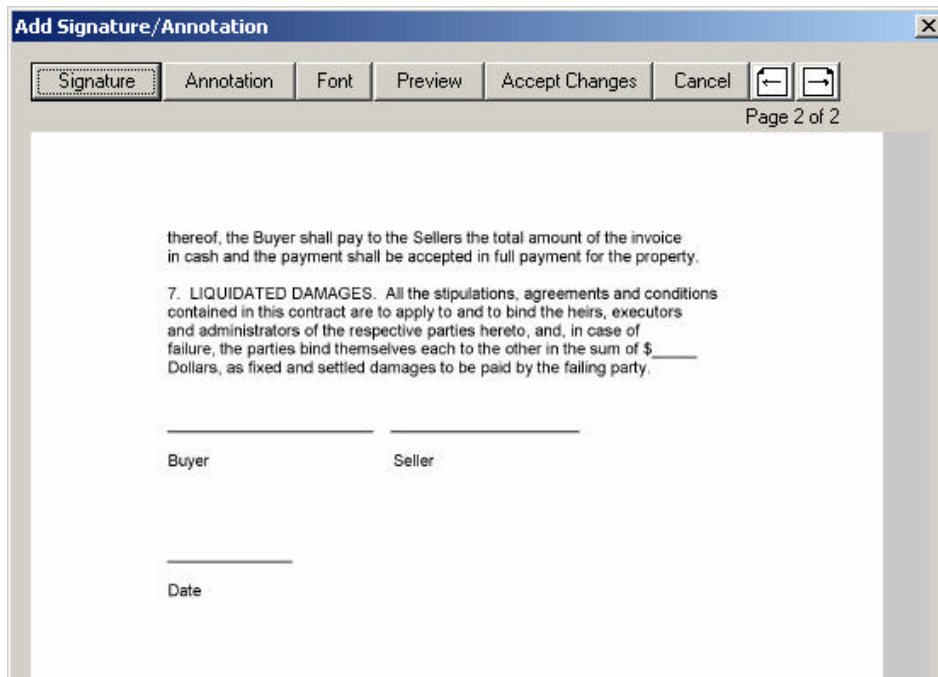 Add Signature/Annotation
Signature Annotation Font Preview Accept Changes Cancel
Page 2 of 2
thereof, the Buyer shall pay to the Sellers the total amount of the invoice
in cash and the payment shall be accepted in full payment for the property.
7. LIQUIDATED DAMAGES. All the stipulations, agreements and conditions
contained in this contract are to apply to and to bind the heirs, executors
and administrators of the respective parties hereto, and, in case of
failure, the parties bind themselves each to the other in the sum of $_____
Dollars, as fixed and settled damages to be paid by the failing party.
Buyer Seller
Date